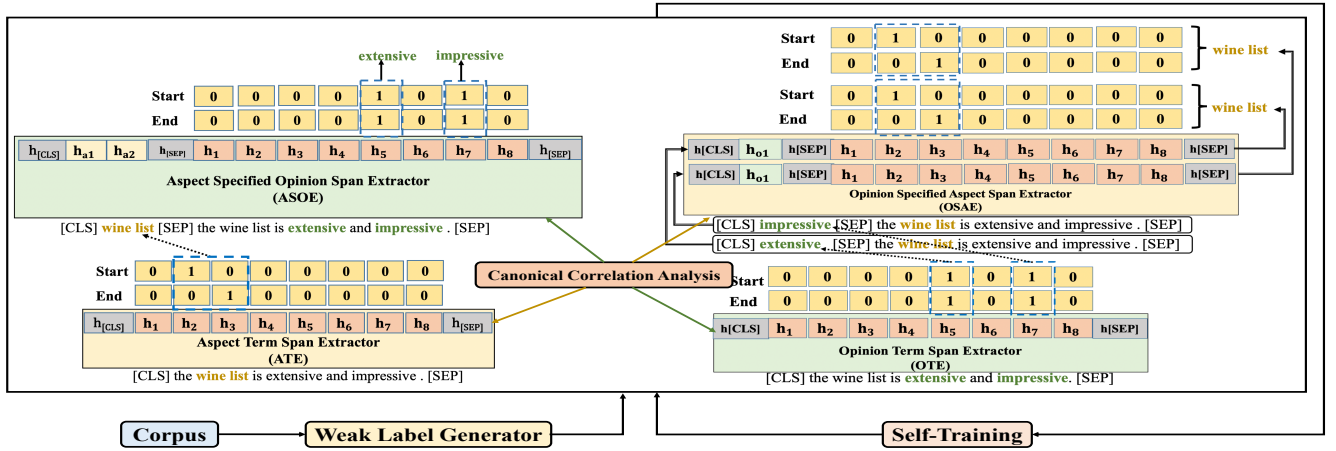 extensive impressive
Start 0 0 0 0 1 0 1 0
End 0 0 0 0 1 0 1 0
h[CLS] ha1 ha2 h[SEP] h1 h2 h3 h4 h5 h6 h7 h8 h[SEP]
Aspect Specified Opinion Span Extractor
(ASOE)
[CLS] wine list [SEP] the wine list is extensive and impressive . [SEP]
Start 0 1 0 0 0 0 0 0
End 0 0 1 0 0 0 0 0
h[CLS] h1 h2 h3 h4 h5 h6 h7 h8 h[SEP]
Aspect Term Span Extractor
(ATE)
[CLS] the wine list is extensive and impressive . [SEP]
Canonical Correlation Analysis
Start 0 1 0 0 0 0 0 0
End 0 0 1 0 0 0 0 0
wine list
Start 0 1 0 0 0 0 0 0
End 0 0 1 0 0 0 0 0
wine list
h[CLS] ho1 h[SEP] h1 h2 h3 h4 h5 h6 h7 h8 h[SEP]
h[CLS] ho1 h[SEP] h1 h2 h3 h4 h5 h6 h7 h8 h[SEP]
Opinion Specified Aspect Span Extractor
(OSAE)
[CLS] impressive [SEP] the wine list is extensive and impressive . [SEP]
[CLS] extensive [SEP] the wine list is extensive and impressive . [SEP]
Start 0 0 0 0 1 0 1 0
End 0 0 0 0 1 0 1 0
h[CLS] h1 h2 h3 h4 h5 h6 h7 h8 h[SEP]
Opinion Term Span Extractor
(OTE)
[CLS] the wine list is extensive and impressive. [SEP]
Corpus
Weak Label Generator
Self-Training